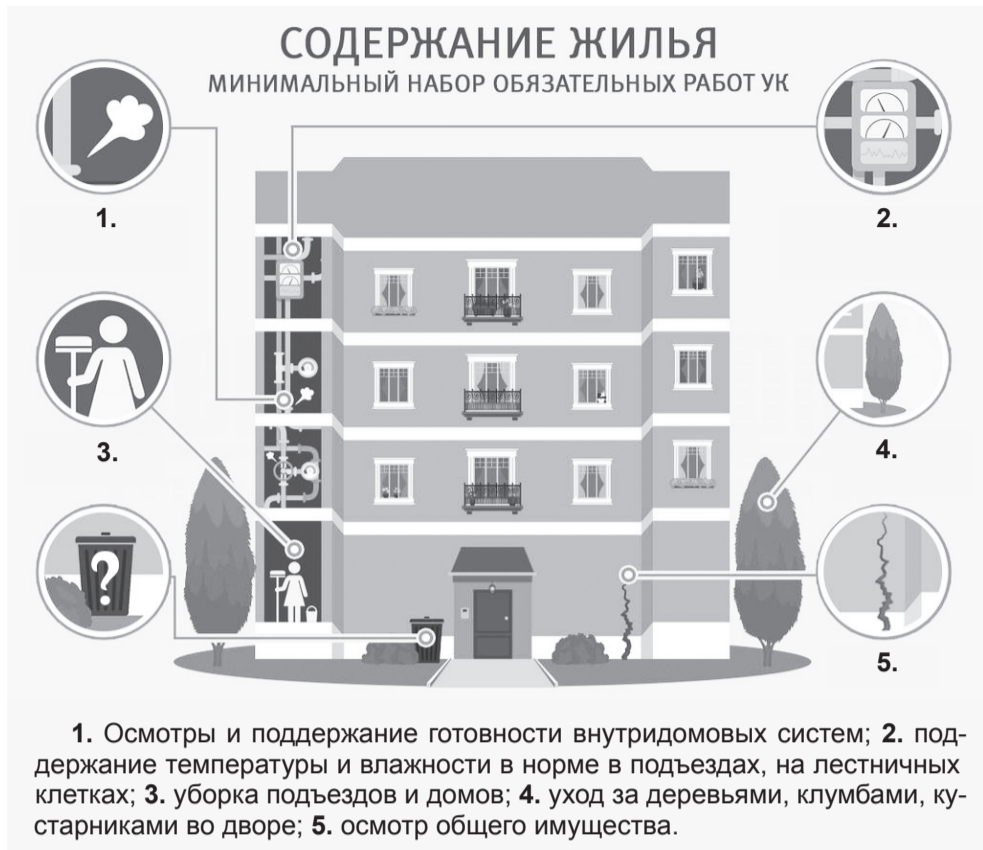 СОДЕРЖАНИЕ ЖИЛЬЯ
МИНИМАЛЬНЫЙ НАБОР ОБЯЗАТЕЛЬНЫХ РАБОТ УК
1.
2.
3.
4.
?
5.
1. Осмотры и поддержание готовности внутридомовых систем; 2. под-
держание температуры и влажности в норме в подъездах, на лестничных
клетках; 3. уборка подъездов и домов; 4. уход за деревьями, клумбами, ку-
старниками во дворе; 5. осмотр общего имущества.